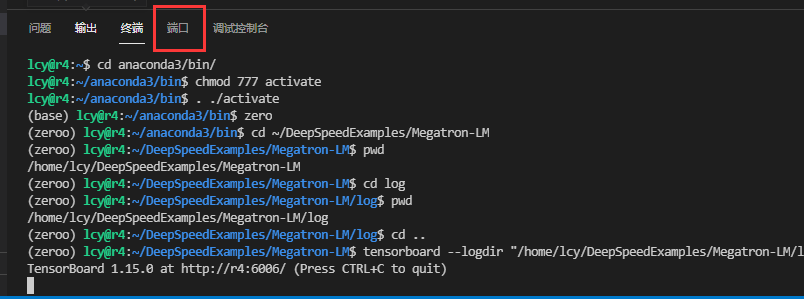 问题 输出 终端 端口 调试控制台
lcy@r4:~$ cd anaconda3/bin/
lcy@r4:~/anaconda3/bin$ chmod 777 activate
lcy@r4:~/anaconda3/bin$ . ./activate
(base) lcy@r4:~/anaconda3/bin$ zero
(zeroo) lcy@r4:~/anaconda3/bin$ cd ~/DeepSpeedExamples/Megatron-LM
(zeroo) lcy@r4:~/DeepSpeedExamples/Megatron-LM$ pwd
/home/lcy/DeepSpeedExamples/Megatron-LM
(zeroo) lcy@r4:~/DeepSpeedExamples/Megatron-LM$ cd log
(zeroo) lcy@r4:~/DeepSpeedExamples/Megatron-LM/log$ pwd
/home/lcy/DeepSpeedExamples/Megatron-LM/log
(zeroo) lcy@r4:~/DeepSpeedExamples/Megatron-LM/log$ cd ..
(zeroo) lcy@r4:~/DeepSpeedExamples/Megatron-LM$ tensorboard --logdir "/home/lcy/DeepSpeedExamples/Megatron-LM/l
TensorBoard 1.15.0 at http://r4:6006/ (Press CTRL+C to quit)